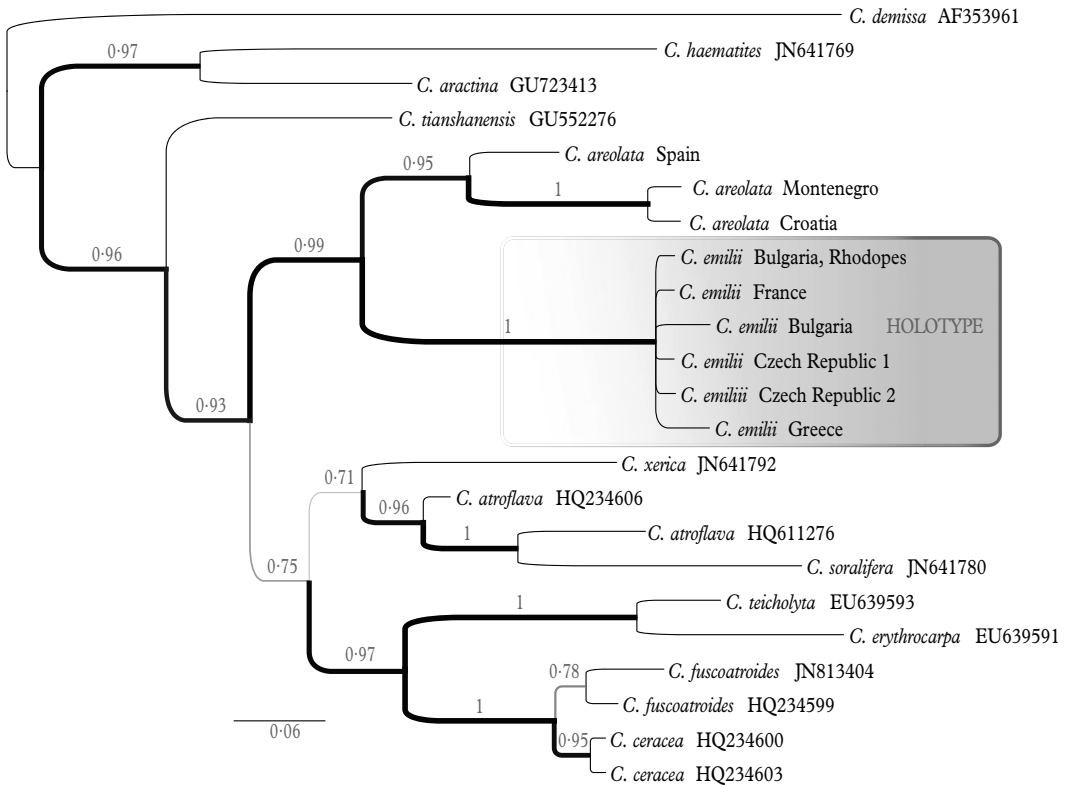 C. demissa AF353961
0·97
C. haematites JN641769
C. aractina GU723413
C. tianshanensis GU552276
0·95
C. areolata Spain
1
C. areolata Montenegro
C. areolata Croatia
0·96
0·99
C. emilii Bulgaria, Rhodopes
C. emilii France
1
C. emilii Bulgaria HOLOTYPE
C. emilii Czech Republic 1
C. emiliii Czech Republic 2
0·93
C. emilii Greece
C. xerica JN641792
0·71
C. atroflava HQ234606
0·96
1
C. atroflava HQ611276
0·75
C. soralifera JN641780
1
C. teicholyta EU639593
C. erythrocarpa EU639591
0·97
0·78
C. fuscoatroides JN813404
1
C. fuscoatroides HQ234599
0·06
0·95
C. ceracea HQ234600
C. ceracea HQ234603